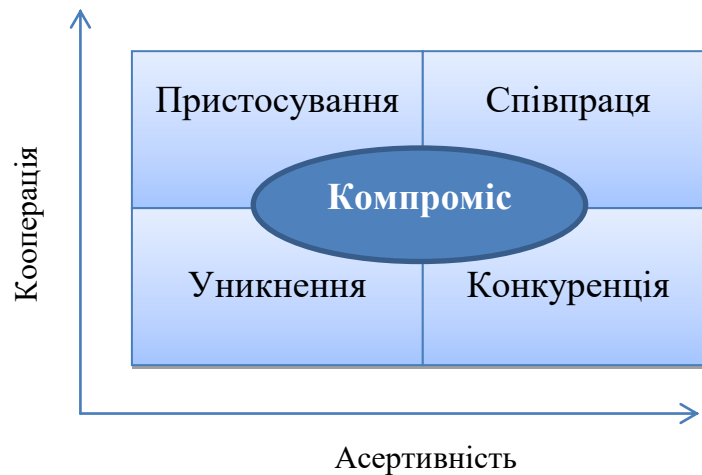 Кооперація
Пристосування
Співпраця
Компроміс
Уникнення
Конкуренція
Асертивність